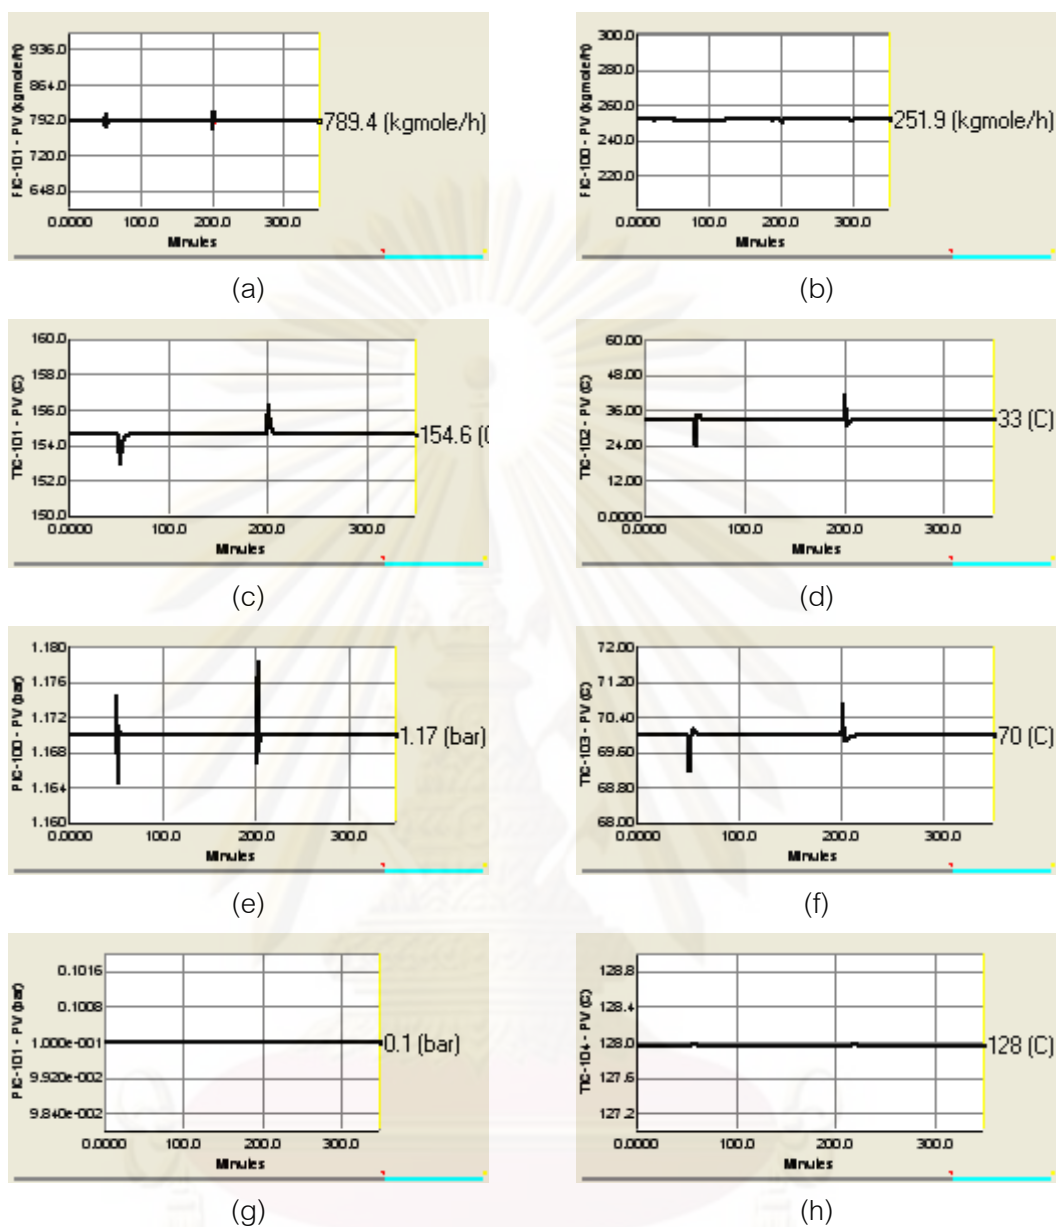 FIC-101 - PV (kgmole/h)
936.0
864.0
792.0
720.0
648.0
0.0000 100.0 200.0 300.0
Minutes
789.4 (kgmole/h)
(a)
FIC-100 - PV (kgmole/h)
300.0
280.0
260.0
240.0
220.0
0.0000 100.0 200.0 300.0
Minutes
251.9 (kgmole/h)
(b)
TIC-101 - PV (C)
160.0
158.0
156.0
154.0
152.0
150.0
0.0000 100.0 200.0 300.0
Minutes
154.6 (C
(c)
TIC-102 - PV (C)
60.00
48.00
36.00
24.00
12.00
0.0000
0.0000 100.0 200.0 300.0
Minutes
33 (C)
(d)
PIC-100 - PV (bar)
1.180
1.176
1.172
1.168
1.164
1.160
0.0000 100.0 200.0 300.0
Minutes
1.17 (bar)
(e)
TIC-103 - PV (C)
72.00
71.20
70.40
69.60
68.80
68.00
0.0000 100.0 200.0 300.0
Minutes
70 (C)
(f)
PIC-101 - PV (bar)
0.1016
0.1008
1.000e-001
9.920e-002
9.840e-002
0.0000 100.0 200.0 300.0
Minutes
0.1 (bar)
(g)
TIC-104 - PV (C)
128.8
128.4
128.0
127.6
127.2
0.0000 100.0 200.0 300.0
Minutes
128 (C)
(h)